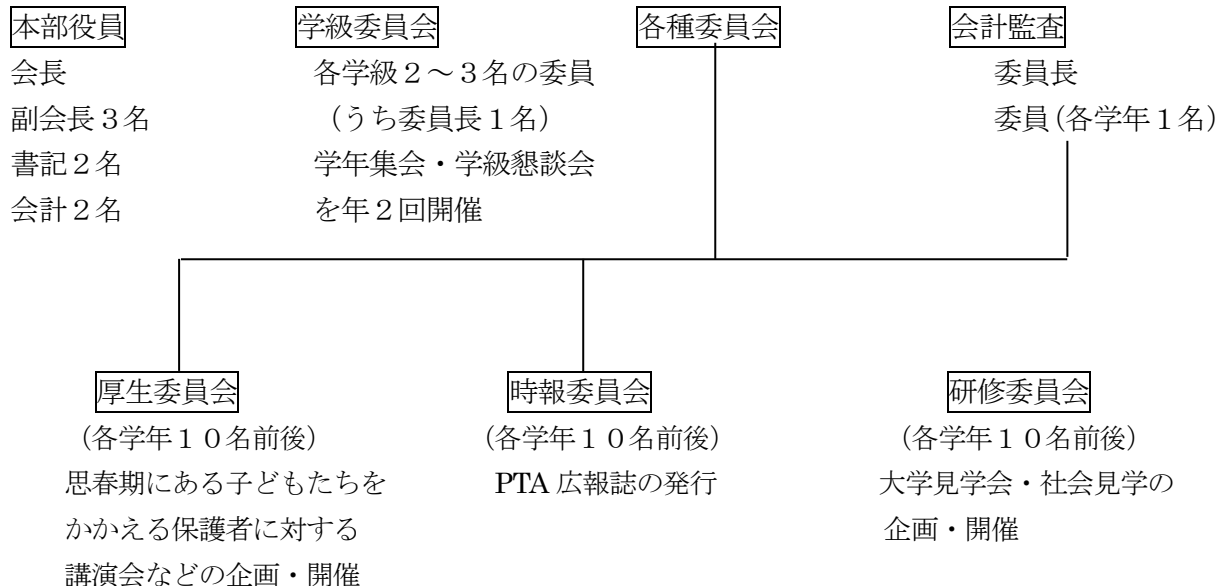 本部役員
会長
副会長３名
書記２名
会計２名
学級委員会
各学級２～３名の委員
（うち委員長１名）
学年集会・学級懇談会
を年２回開催
各種委員会
会計監査
委員長
委員(各学年１名)
厚生委員会
（各学年１０名前後）
思春期にある子どもたちを
かかえる保護者に対する
講演会などの企画・開催
時報委員会
（各学年１０名前後）
PTA 広報誌の発行
研修委員会
（各学年１０名前後）
大学見学会・社会見学の
企画・開催